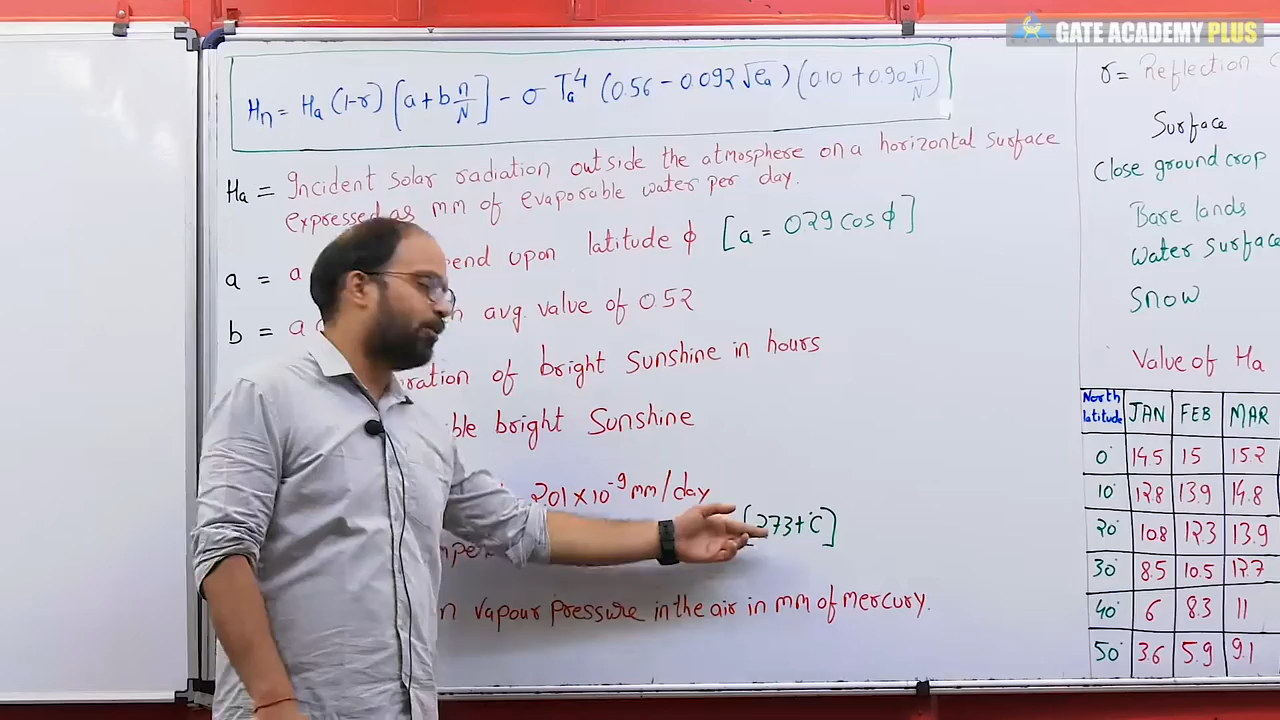 GATE ACADEMY PLUS
Hn = Ha (1-r) [a + b n/N] - σ Ta⁴ (0.56 - 0.092 √ea) (0.10 + 0.90 n/N)
Ha = Incident solar radiation outside the atmosphere on a horizontal surface
expressed as mm of evaporable water per day.
a = a upon latitude ϕ [a = 029 cos ϕ]
b = a avg. value of 0.52
of bright Sunshine in hours
bright Sunshine
201 × 10⁻⁹ mm/day
[273+°C]
vapour pressure in the air in mm of mercury.
r = Reflection
Surface
Close ground crop
Bare lands
Water surface
Snow
Value of Ha
North latitude JAN FEB MAR
0° 14.5 15 15.2
10° 12.8 13.9 14.8
20° 10.8 12.3 13.9
30° 8.5 10.5 12.7
40° 6 8.3 11
50° 3.6 5.9 9.1